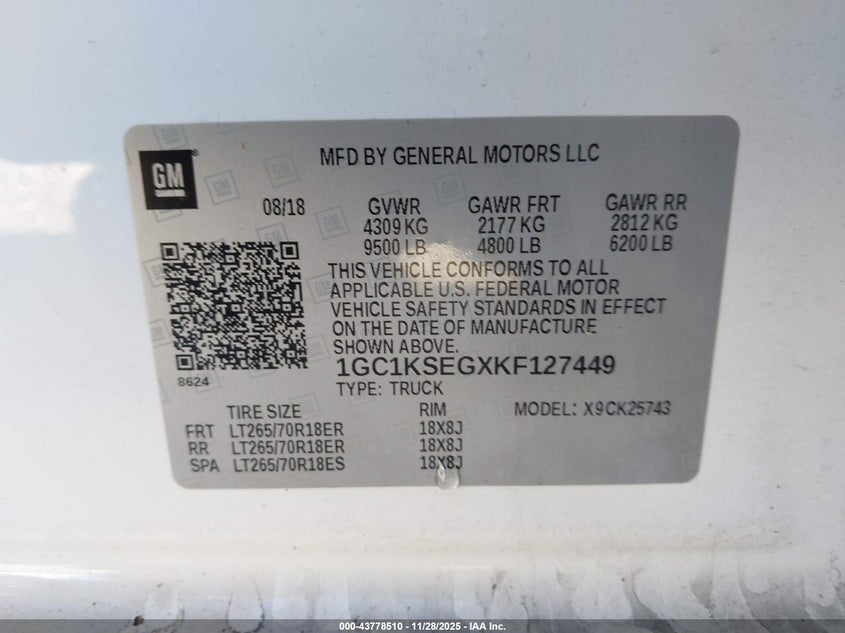 GM
MFD BY GENERAL MOTORS LLC
08/18 GVWR GAWR FRT GAWR RR
4309 KG 2177 KG 2812 KG
9500 LB 4800 LB 6200 LB
THIS VEHICLE CONFORMS TO ALL
APPLICABLE U.S. FEDERAL MOTOR
VEHICLE SAFETY STANDARDS IN EFFECT
ON THE DATE OF MANUFACTURE
SHOWN ABOVE.
8624
1GC1KSEGXKF127449
TYPE: TRUCK
TIRE SIZE RIM MODEL: X9CK25743
FRT LT265/70R18ER 18X8J
RR LT265/70R18ER 18X8J
SPA LT265/70R18ES 18X8J
000-43778510 — 11/28/2025 — IAA Inc. (c)